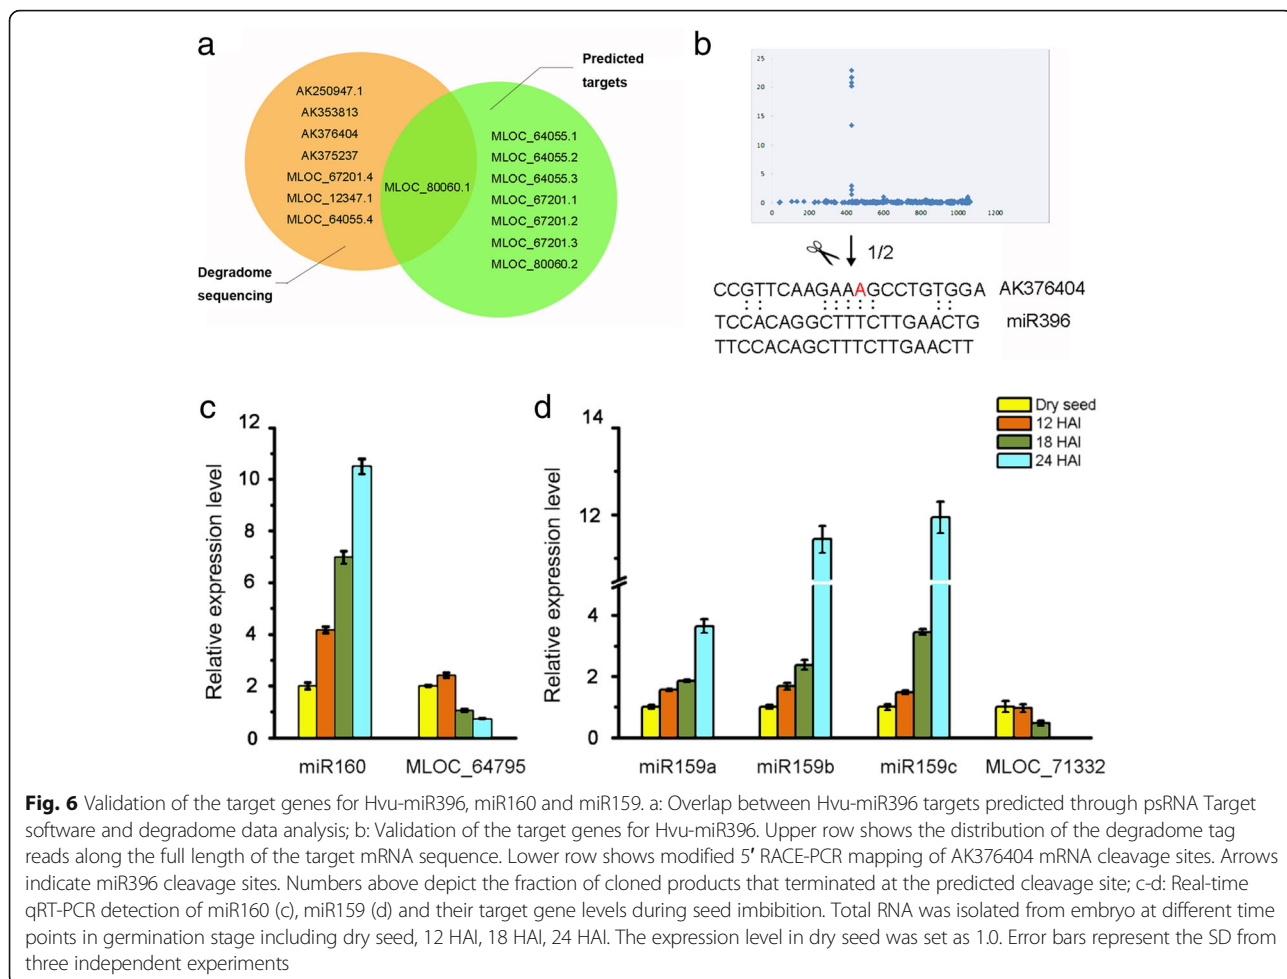 a
Predicted
targets
AK250947.1
AK353813
AK376404
AK375237
MLOC_67201.4
MLOC_12347.1
MLOC_64055.4
MLOC_80060.1
MLOC_64055.1
MLOC_64055.2
MLOC_64055.3
MLOC_67201.1
MLOC_67201.2
MLOC_67201.3
MLOC_80060.2
Degradome
sequencing
b
25
20
15
10
5
0
0 200 400 600 800 1000 1200
1/2
CCGTTCAAGAAAGCCTGTGGA AK376404
TCCACAGGCTTTCTTGAACTG miR396
TTCCACAGCTTTCTTGAACTT
c
Relative expression level
12
10
8
6
4
2
0
miR160 MLOC_64795
d
Relative expression level
14
12
4
2
0
miR159a miR159b miR159c MLOC_71332
Dry seed
12 HAI
18 HAI
24 HAI
Fig. 6 Validation of the target genes for Hvu-miR396, miR160 and miR159. a: Overlap between Hvu-miR396 targets predicted through psRNA Target
software and degradome data analysis; b: Validation of the target genes for Hvu-miR396. Upper row shows the distribution of the degradome tag
reads along the full length of the target mRNA sequence. Lower row shows modified 5′ RACE-PCR mapping of AK376404 mRNA cleavage sites. Arrows
indicate miR396 cleavage sites. Numbers above depict the fraction of cloned products that terminated at the predicted cleavage site; c-d: Real-time
qRT-PCR detection of miR160 (c), miR159 (d) and their target gene levels during seed imbibition. Total RNA was isolated from embryo at different time
points in germination stage including dry seed, 12 HAI, 18 HAI, 24 HAI. The expression level in dry seed was set as 1.0. Error bars represent the SD from
three independent experiments